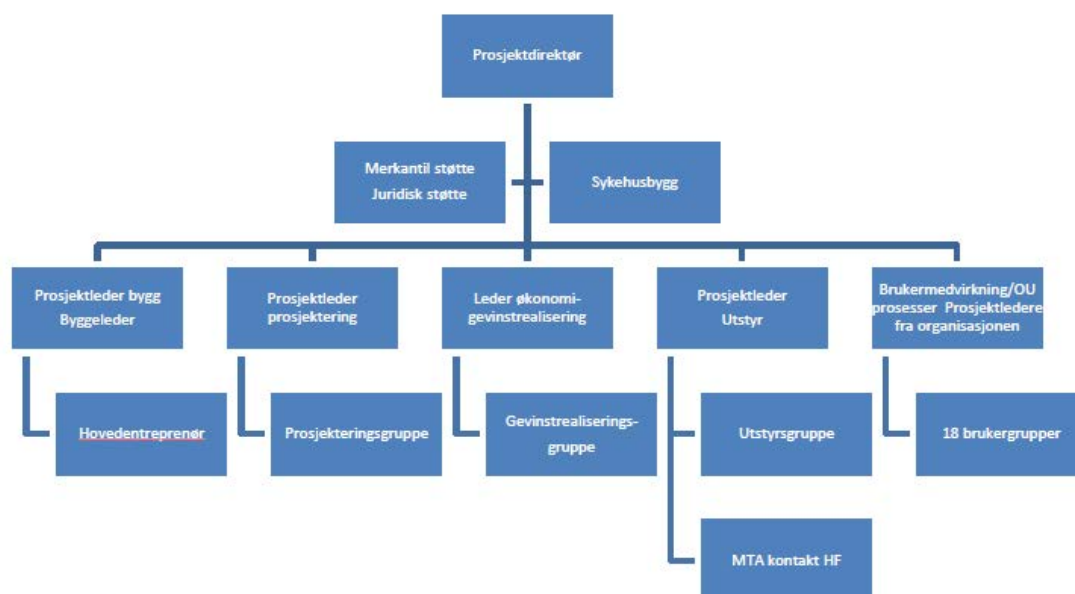 Prosjektdirektør
Merkantil støtte
Juridisk støtte
Sykehusbygg
Prosjektleder bygg
Byggeleder
Prosjektleder
prosjektering
Leder økonomi-
gevinstrealisering
Prosjektleder
Utstyr
Brukermedvirkning/OU
prosesser Prosjektledere
fra organisasjonen
Hovedentreprenør
Prosjekteringsgruppe
Gevinstrealiserings-
gruppe
Utstyrsgruppe
18 brukergrupper
MTA kontakt HF